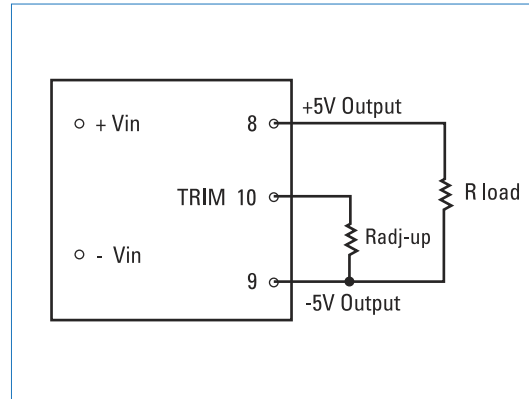 +5V Output
+ Vin
8
TRIM 10
R load
Radj-up
- Vin
9
-5V Output